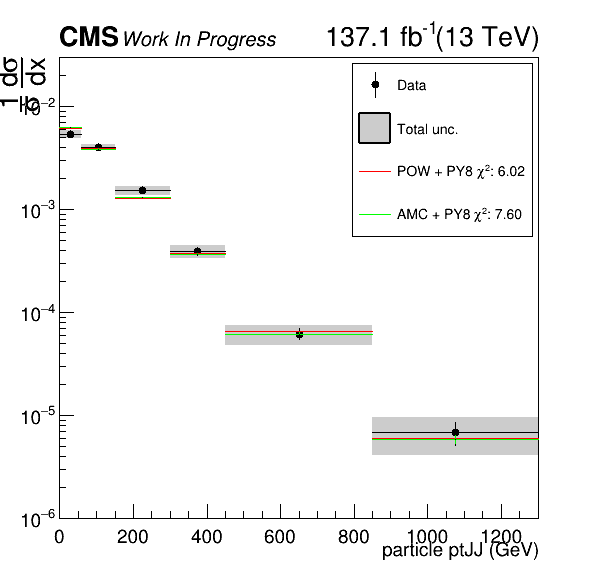 CMS Work In Progress 137.1 fb⁻¹(13 TeV)
1 dσ
σ dx
Data
Total unc.
POW + PY8 χ²: 6.02
AMC + PY8 χ²: 7.60
10⁻²
10⁻³
10⁻⁴
10⁻⁵
10⁻⁶
0 200 400 600 800 1000 1200
particle ptJJ (GeV)